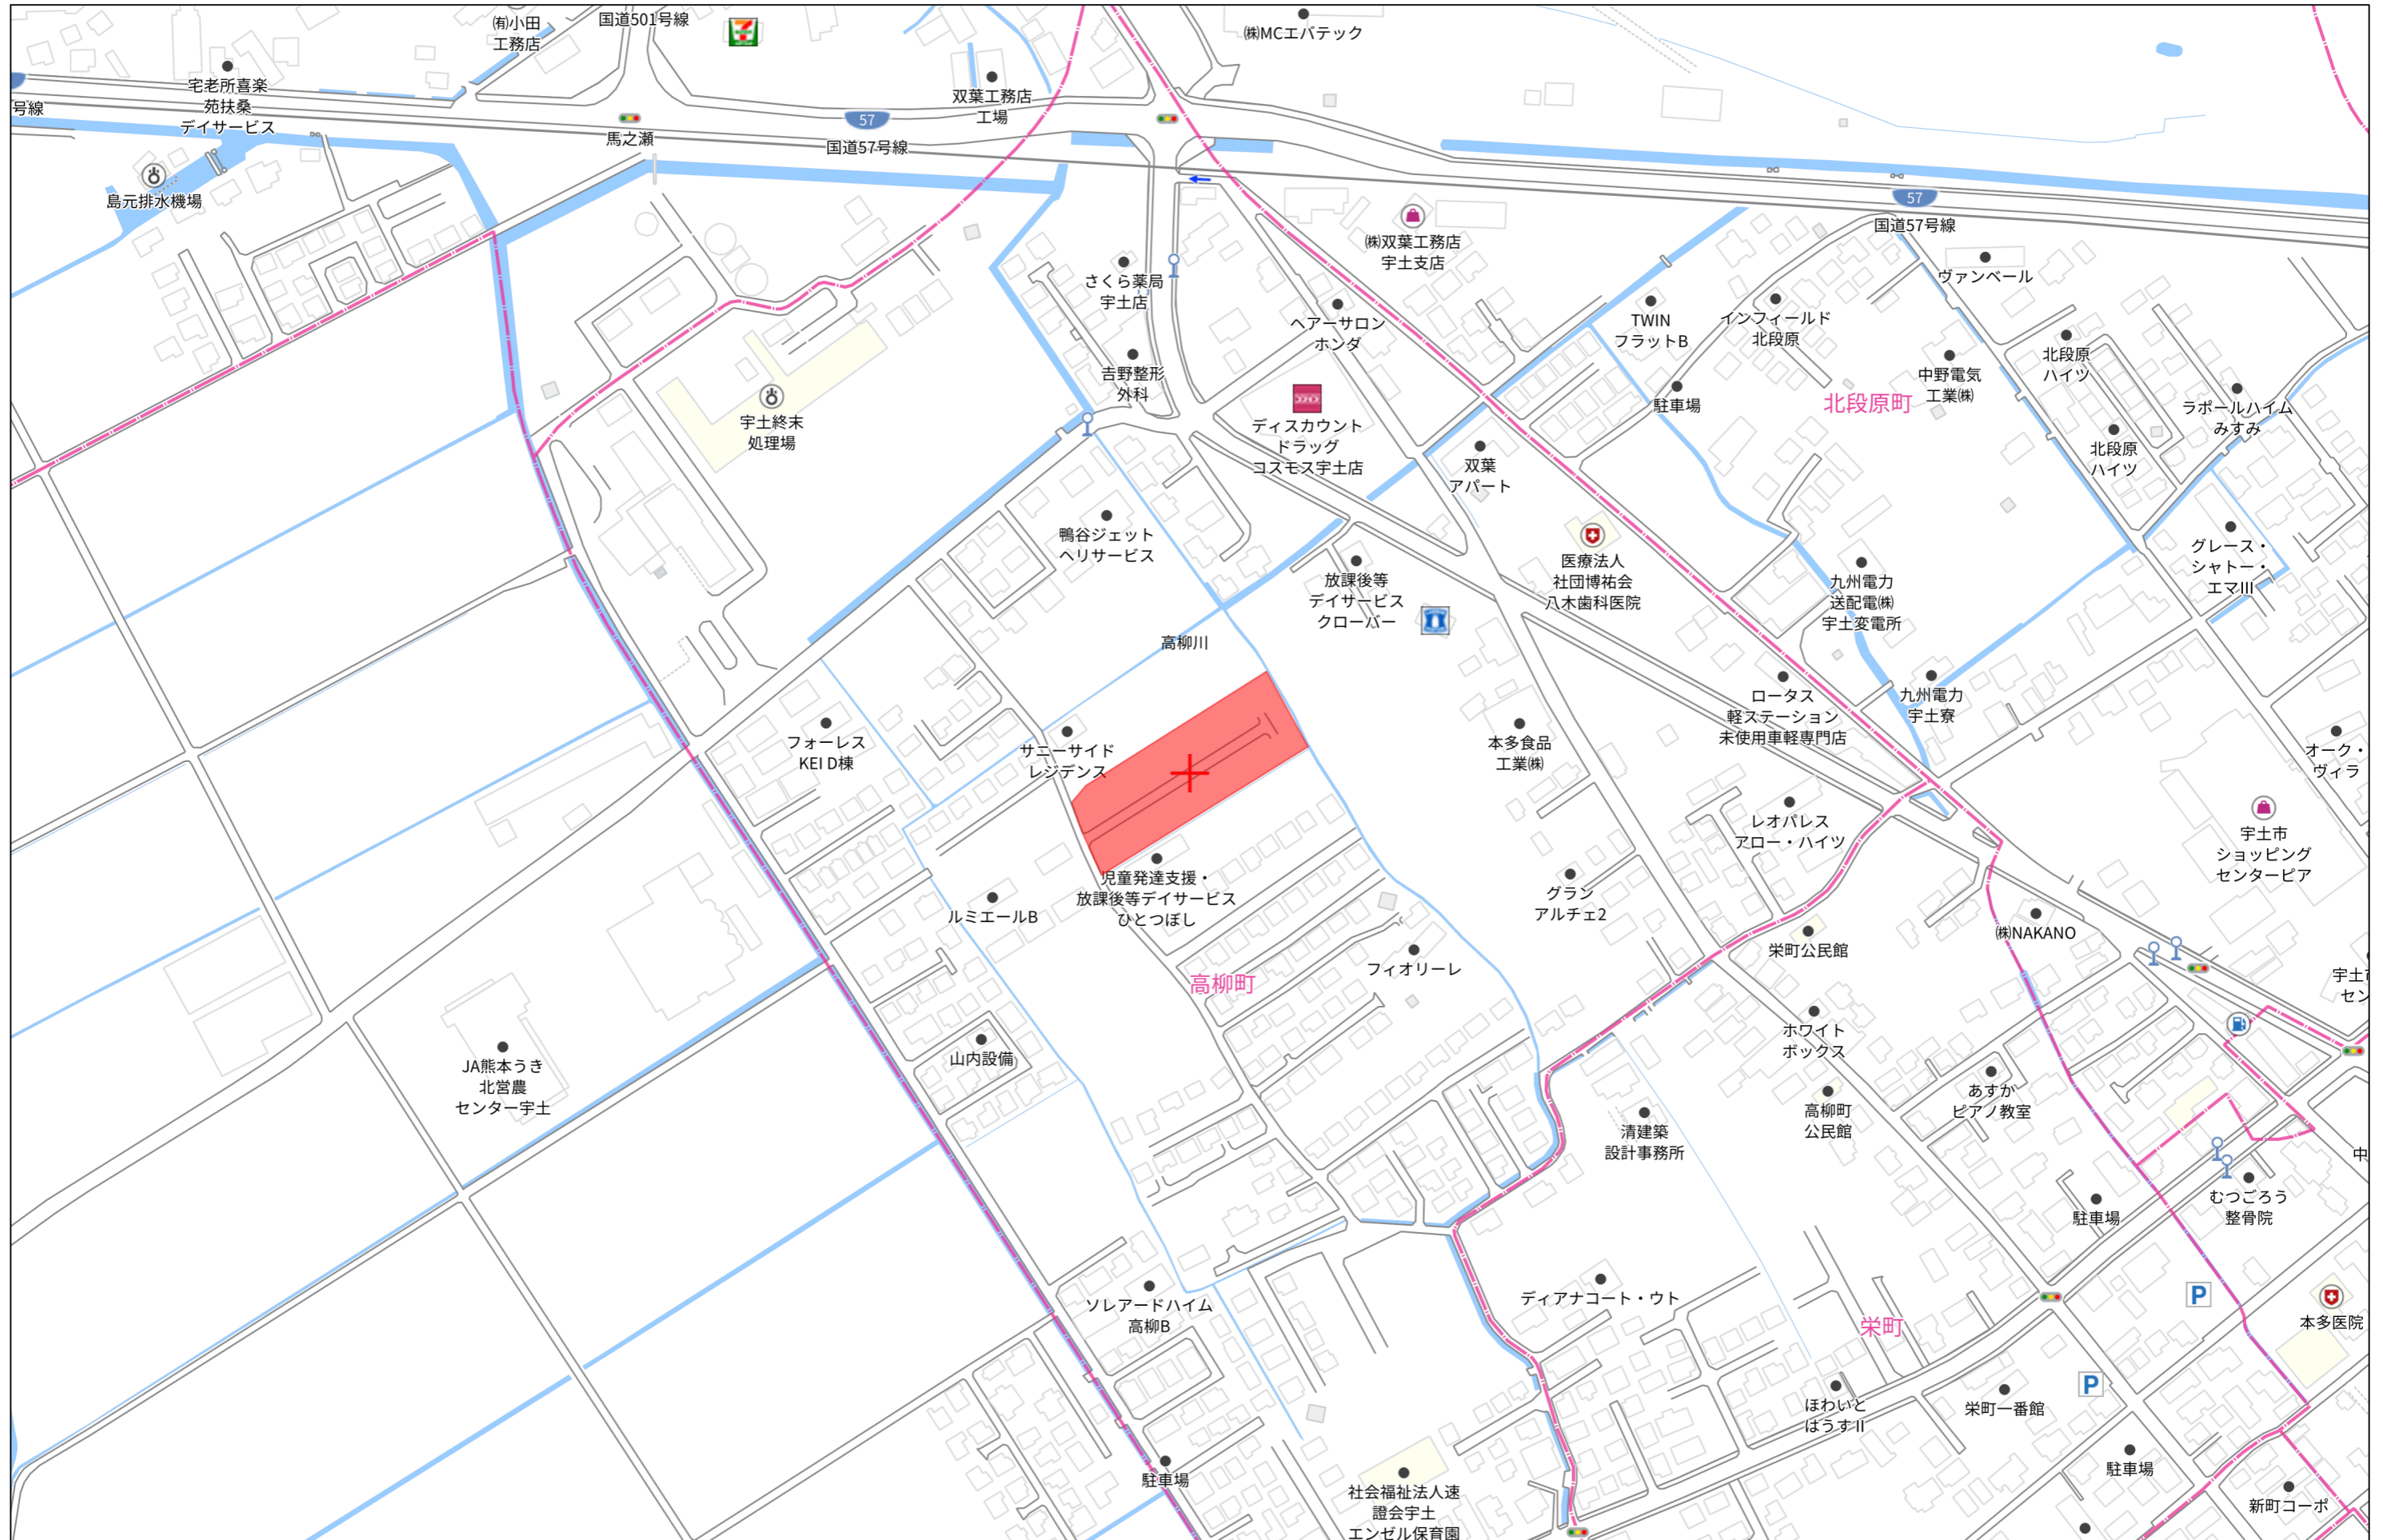 ㈲小田
工務店
国道501号線
㈱MCエバテック
宅老所喜楽
苑扶桑
デイサービス
号線
双葉工務店
工場
57
馬之瀬
国道57号線
島元排水機場
57
国道57号線
㈱双葉工務店
宇土支店
さくら薬局
宇土店
ヴァンベール
ヘアーサロン
ホンダ
TWIN
フラットB
インフィールド
北段原
吉野整形
外科
北段原
ハイツ
中野電気
工業㈱
駐車場
北段原町
ラポールハイム
みすみ
宇土終末
処理場
ディスカウント
ドラッグ
コスモス宇土店
双葉
アパート
北段原
ハイツ
鴨谷ジェット
ヘリサービス
グレース・
シャトー・
エマIII
医療法人
社団博祐会
八木歯科医院
放課後等
デイサービス
クローバー
九州電力
送配電㈱
宇土変電所
高柳川
ロータス
軽ステーション
未使用車軽専門店
九州電力
宇土寮
フォーレス
KEI D棟
サニーサイド
レジデンス
本多食品
工業㈱
オーク・
ヴィラ
レオパレス
アロー・ハイツ
宇土市
ショッピング
センターピア
児童発達支援・
放課後等デイサービス
ひとつぼし
ルミエールB
グラン
アルチェ2
㈱NAKANO
栄町公民館
フィオリーレ
高柳町
宇土市
セン
ホワイト
ボックス
山内設備
JA熊本うき
北営農
センター宇土
あすか
ピアノ教室
高柳町
公民館
清建築
設計事務所
中
むつごろう
整骨院
駐車場
ディアナコート・ウト
ソレアードハイム
高柳B
P
栄町
本多医院
P
ほわいと
はうすⅡ
栄町一番館
駐車場
駐車場
社会福祉法人速
證会宇土
エンゼル保育園
新町コーポ